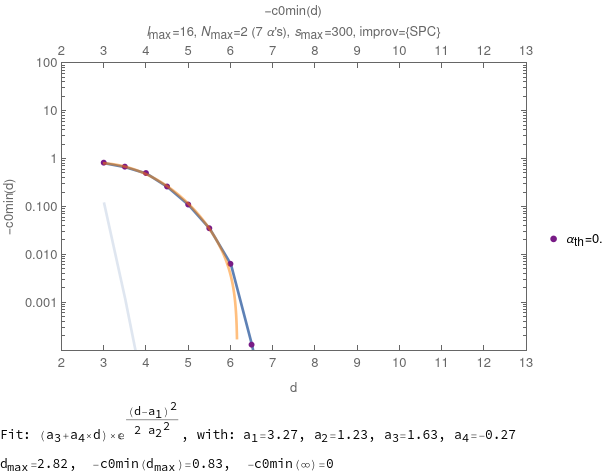 −c0min(d)
lmax=16, Nmax=2 (7 α's), smax=300, improv={SPC}
2 3 4 5 6 7 8 9 10 11 12 13
100
10
1
0.100
0.010
0.001
−c0min(d)
αth=0.
2 3 4 5 6 7 8 9 10 11 12 13
d
Fit: (a3+a4×d)×e^((d−a1)^2/(2 a2^2)), with: a1=3.27, a2=1.23, a3=1.63, a4=−0.27
dmax=2.82, −c0min(dmax)=0.83, −c0min(∞)=0